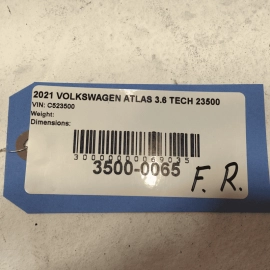 2021 VOLKSWAGEN ATLAS 3.6 TECH 23500
VIN: C523500
Weight:
Dimensions:
3000000069035
3500-0065
F. R.